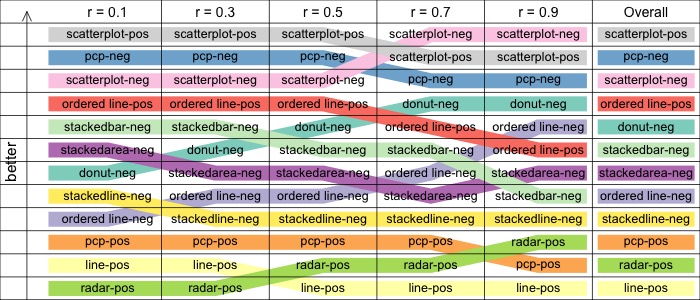 r = 0.1 r = 0.3 r = 0.5 r = 0.7 r = 0.9 Overall
scatterplot-pos scatterplot-pos scatterplot-pos scatterplot-neg scatterplot-neg scatterplot-pos
pcp-neg pcp-neg pcp-neg scatterplot-pos scatterplot-pos pcp-neg
scatterplot-neg scatterplot-neg scatterplot-neg pcp-neg pcp-neg scatterplot-neg
ordered line-pos ordered line-pos ordered line-pos donut-neg donut-neg ordered line-pos
stackedbar-neg stackedbar-neg donut-neg ordered line-pos ordered line-neg donut-neg
stackedarea-neg donut-neg stackedbar-neg stackedbar-neg ordered line-pos stackedbar-neg
donut-neg stackedarea-neg stackedarea-neg ordered line-neg stackedarea-neg stackedarea-neg
stackedline-neg ordered line-neg ordered line-neg stackedarea-neg stackedbar-neg ordered line-neg
ordered line-neg stackedline-neg stackedline-neg stackedline-neg stackedline-neg stackedline-neg
pcp-pos pcp-pos pcp-pos pcp-pos radar-pos pcp-pos
line-pos line-pos radar-pos radar-pos pcp-pos radar-pos
radar-pos radar-pos line-pos line-pos line-pos line-pos
better